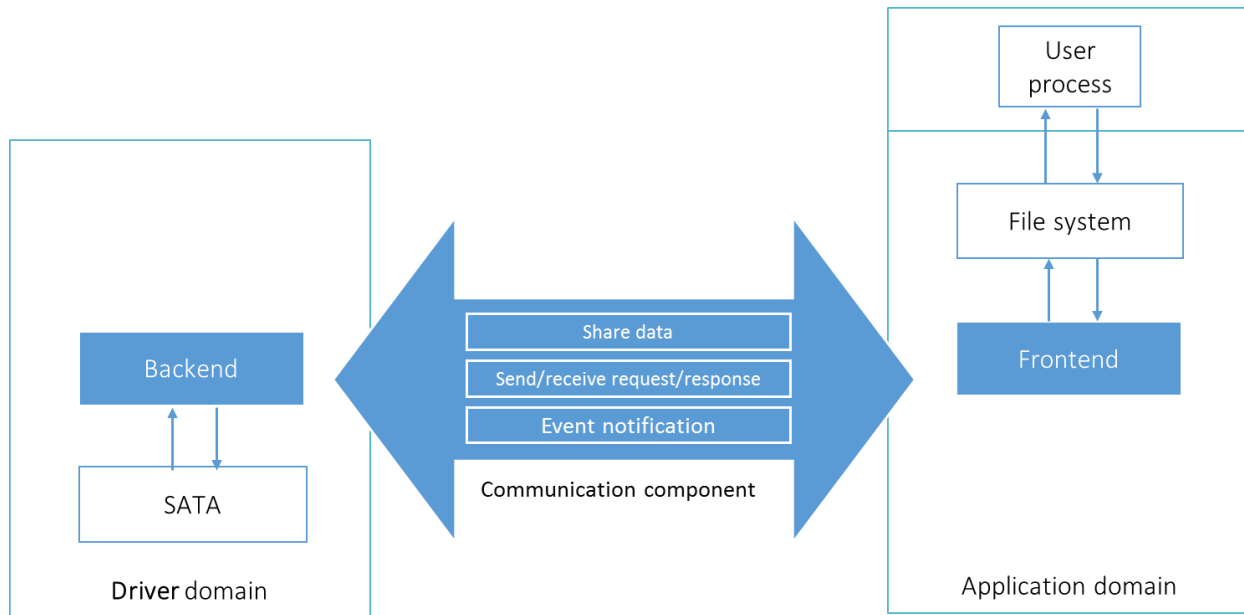 User
process
File system
Frontend
Application domain
Share data
Send/receive request/response
Event notification
Communication component
Backend
SATA
Driver domain